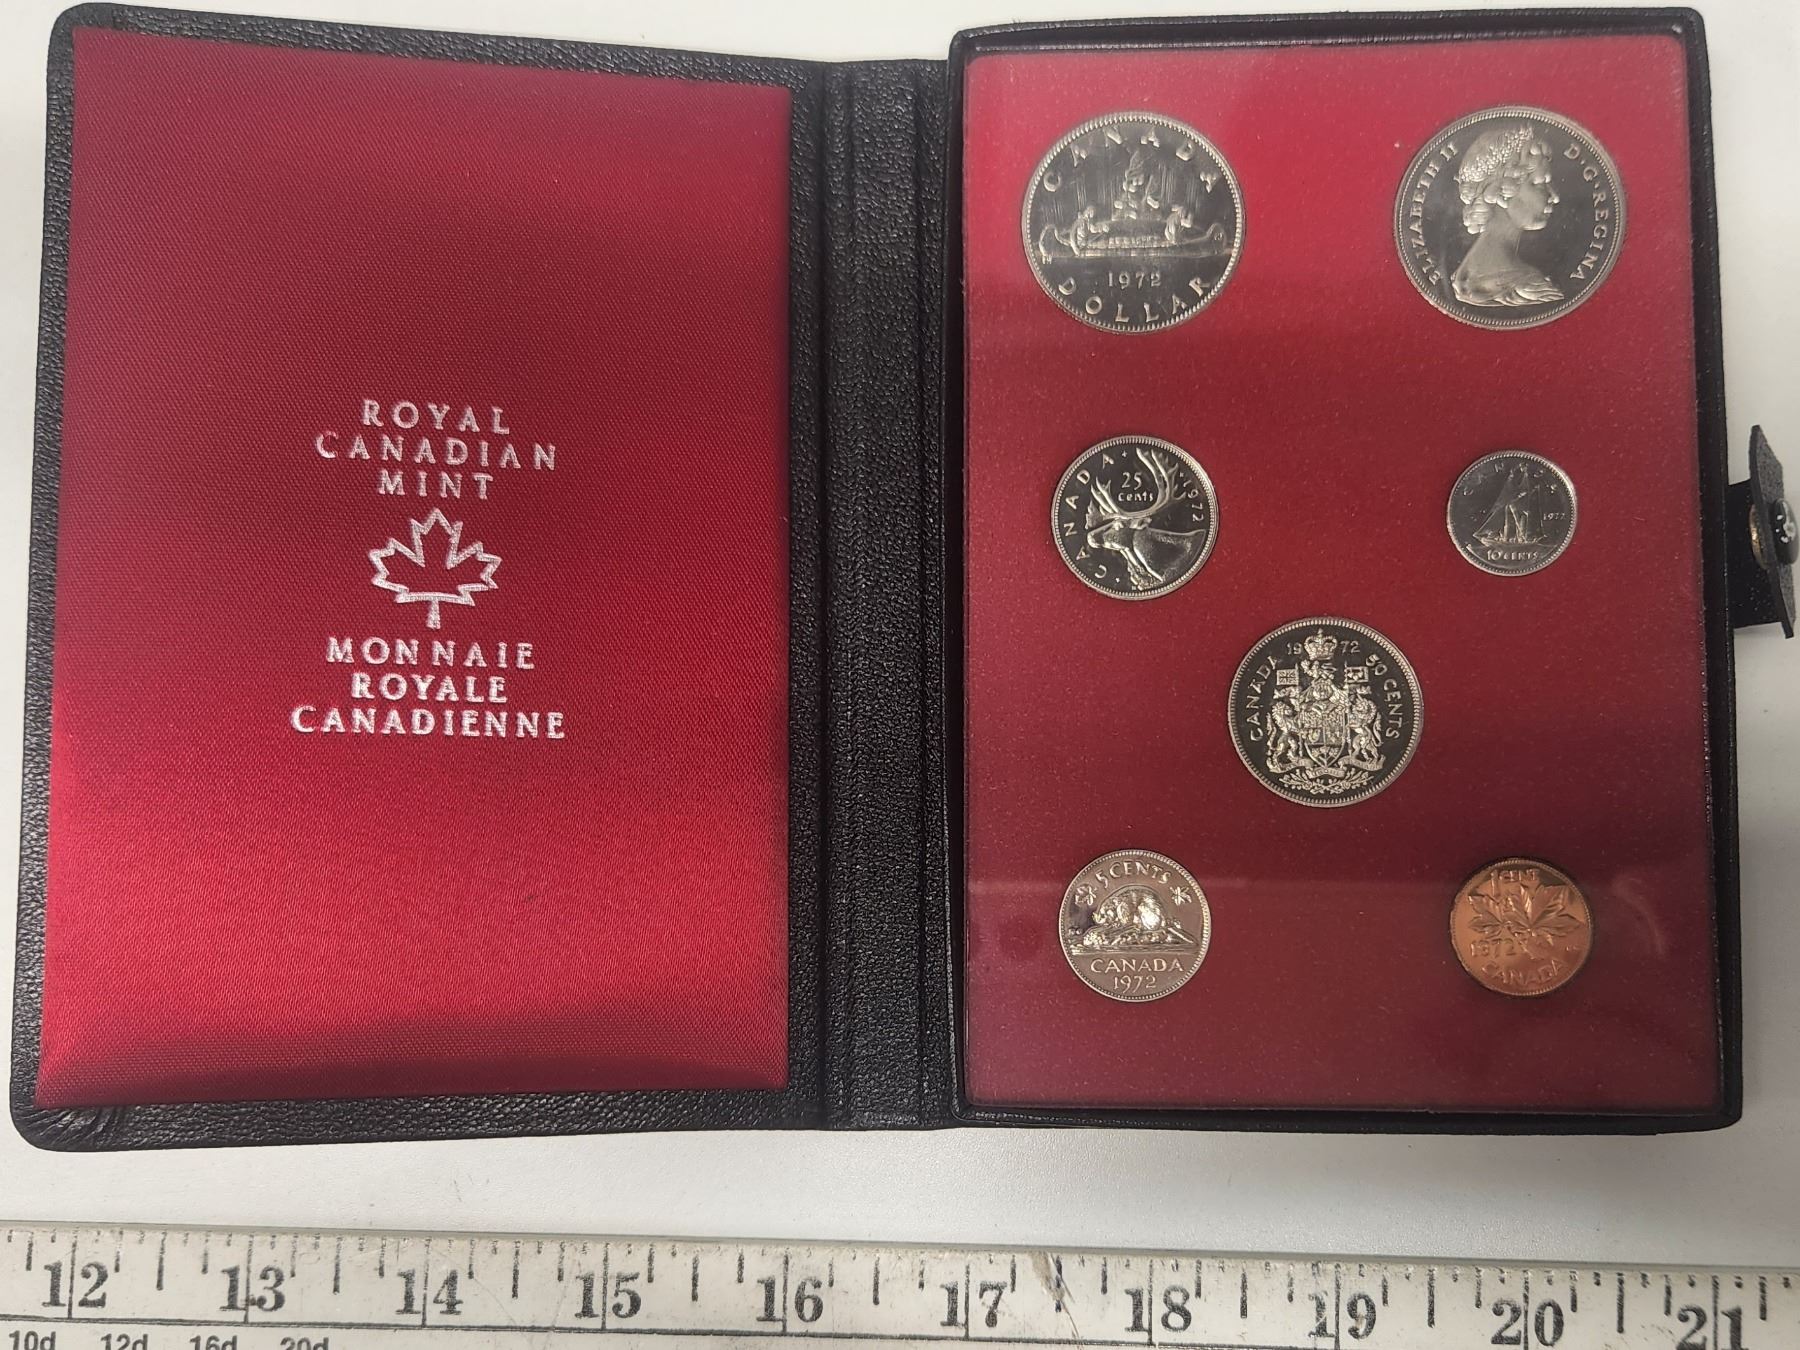 ROYAL
CANADIAN
MINT
MONNAIE
ROYALE
CANADIENNE
CANADA
1972
DOLLAR
ELIZABETH II D·G·REGINA
CANADA · 1972
25
cents
CANADA
1972
10 CENTS
CANADA 1972 50 CENTS
5 CENTS
CANADA
1972
1 CENT
1972
CANADA
12 13 14 15 16 17 18 19 20 21
10d 12d 16d 20d